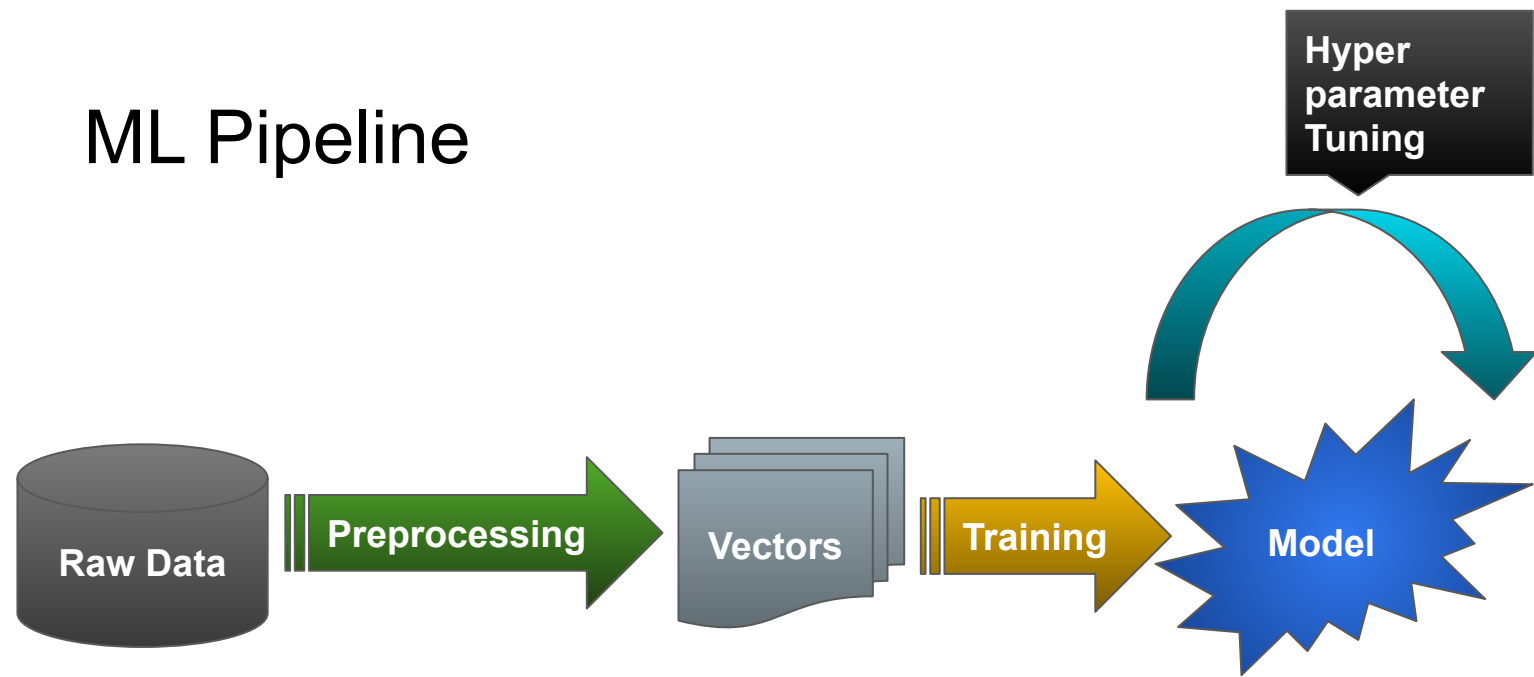 ML Pipeline
Hyper
parameter
Tuning
Raw Data
Preprocessing
Vectors
Training
Model